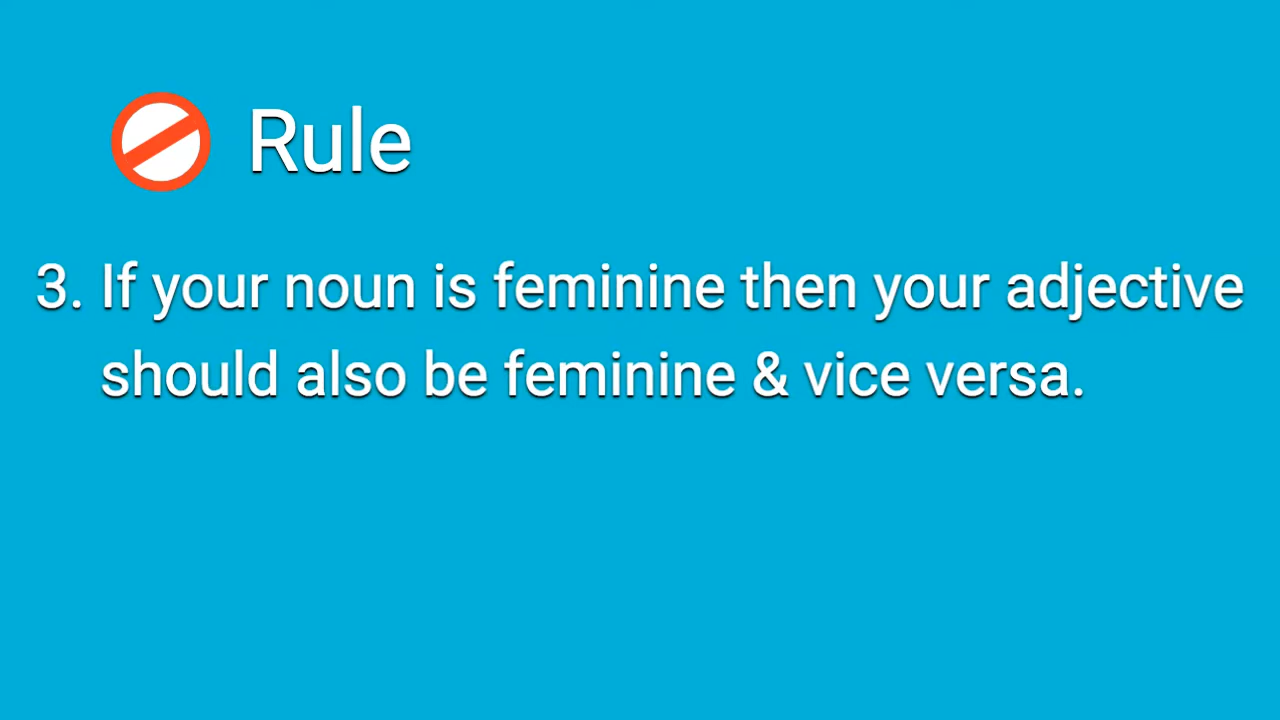 Rule
3. If your noun is feminine then your adjective
should also be feminine & vice versa.